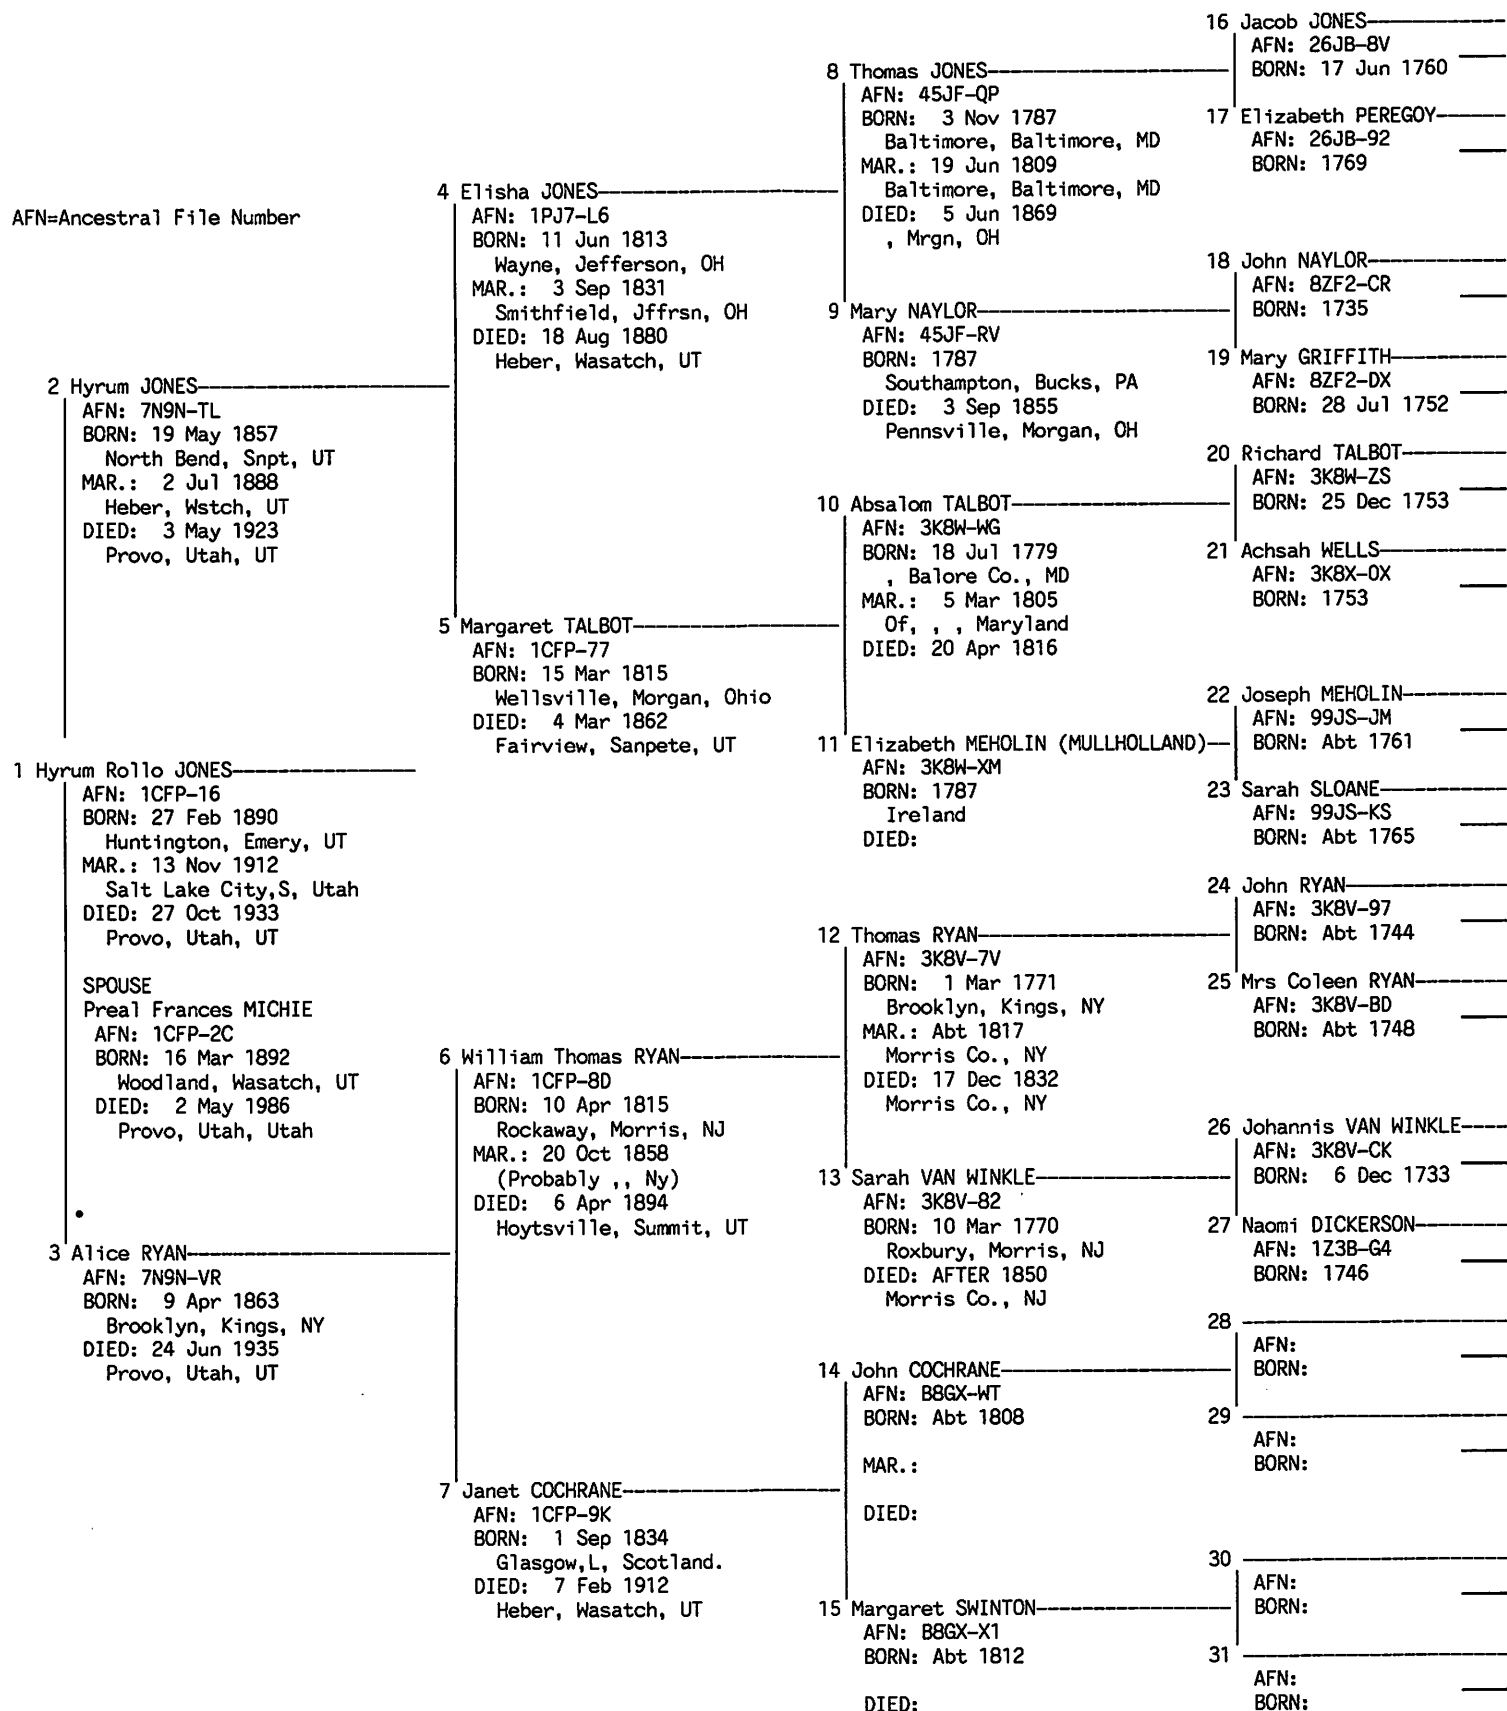 AFN=Ancestral File Number
1 Hyrum Rollo JONES
AFN: 1CFP-16
BORN: 27 Feb 1890
Huntington, Emery, UT
MAR.: 13 Nov 1912
Salt Lake City,S, Utah
DIED: 27 Oct 1933
Provo, Utah, UT
SPOUSE
Preal Frances MICHIE
AFN: 1CFP-2C
BORN: 16 Mar 1892
Woodland, Wasatch, UT
DIED: 2 May 1986
Provo, Utah, Utah
2 Hyrum JONES
AFN: 7N9N-TL
BORN: 19 May 1857
North Bend, Snpt, UT
MAR.: 2 Jul 1888
Heber, Wstch, UT
DIED: 3 May 1923
Provo, Utah, UT
3 Alice RYAN
AFN: 7N9N-VR
BORN: 9 Apr 1863
Brooklyn, Kings, NY
DIED: 24 Jun 1935
Provo, Utah, UT
4 Elisha JONES
AFN: 1PJ7-L6
BORN: 11 Jun 1813
Wayne, Jefferson, OH
MAR.: 3 Sep 1831
Smithfield, Jffrsn, OH
DIED: 18 Aug 1880
Heber, Wasatch, UT
5 Margaret TALBOT
AFN: 1CFP-77
BORN: 15 Mar 1815
Wellsville, Morgan, Ohio
DIED: 4 Mar 1862
Fairview, Sanpete, UT
6 William Thomas RYAN
AFN: 1CFP-8D
BORN: 10 Apr 1815
Rockaway, Morris, NJ
MAR.: 20 Oct 1858
(Probably ,, Ny)
DIED: 6 Apr 1894
Hoytsville, Summit, UT
7 Janet COCHRANE
AFN: 1CFP-9K
BORN: 1 Sep 1834
Glasgow,L, Scotland.
DIED: 7 Feb 1912
Heber, Wasatch, UT
8 Thomas JONES
AFN: 45JF-QP
BORN: 3 Nov 1787
Baltimore, Baltimore, MD
MAR.: 19 Jun 1809
Baltimore, Baltimore, MD
DIED: 5 Jun 1869
, Mrgn, OH
9 Mary NAYLOR
AFN: 45JF-RV
BORN: 1787
Southampton, Bucks, PA
DIED: 3 Sep 1855
Pennsville, Morgan, OH
10 Absalom TALBOT
AFN: 3K8W-WG
BORN: 18 Jul 1779
, Balore Co., MD
MAR.: 5 Mar 1805
Of, , , Maryland
DIED: 20 Apr 1816
11 Elizabeth MEHOLIN (MULLHOLLAND)
AFN: 3K8W-XM
BORN: 1787
Ireland
DIED:
12 Thomas RYAN
AFN: 3K8V-7V
BORN: 1 Mar 1771
Brooklyn, Kings, NY
MAR.: Abt 1817
Morris Co., NY
DIED: 17 Dec 1832
Morris Co., NY
13 Sarah VAN WINKLE
AFN: 3K8V-82
BORN: 10 Mar 1770
Roxbury, Morris, NJ
DIED: AFTER 1850
Morris Co., NJ
14 John COCHRANE
AFN: B8GX-WT
BORN: Abt 1808
MAR.:
DIED:
15 Margaret SWINTON
AFN: B8GX-X1
BORN: Abt 1812
DIED:
16 Jacob JONES
AFN: 26JB-8V
BORN: 17 Jun 1760
17 Elizabeth PEREGOY
AFN: 26JB-92
BORN: 1769
18 John NAYLOR
AFN: 8ZF2-CR
BORN: 1735
19 Mary GRIFFITH
AFN: 8ZF2-DX
BORN: 28 Jul 1752
20 Richard TALBOT
AFN: 3K8W-ZS
BORN: 25 Dec 1753
21 Achsah WELLS
AFN: 3K8X-0X
BORN: 1753
22 Joseph MEHOLIN
AFN: 99JS-JM
BORN: Abt 1761
23 Sarah SLOANE
AFN: 99JS-KS
BORN: Abt 1765
24 John RYAN
AFN: 3K8V-97
BORN: Abt 1744
25 Mrs Coleen RYAN
AFN: 3K8V-BD
BORN: Abt 1748
26 Johannis VAN WINKLE
AFN: 3K8V-CK
BORN: 6 Dec 1733
27 Naomi DICKERSON
AFN: 1Z3B-G4
BORN: 1746
28
AFN:
BORN:
29
AFN:
BORN:
30
AFN:
BORN:
31
AFN:
BORN: